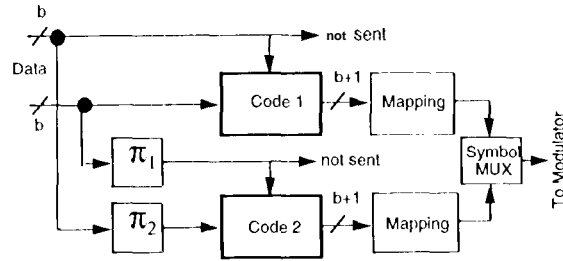 b
not sent
Data
b
Code 1
b+1
Mapping
π1
not sent
Symbol
MUX
To Modulator
π2
Code 2
b+1
Mapping